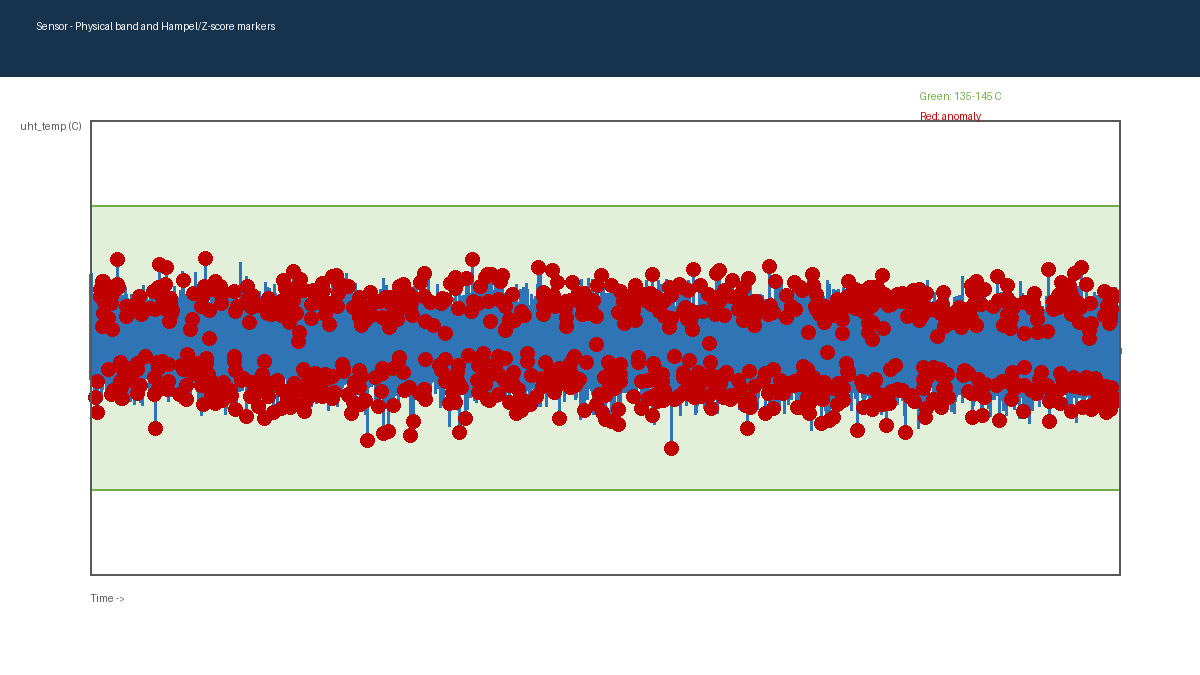 Sensor - Physical band and Hampel/Z-score markers
Green: 135-145 C
Red: anomaly
uht_temp (C)
Time ->